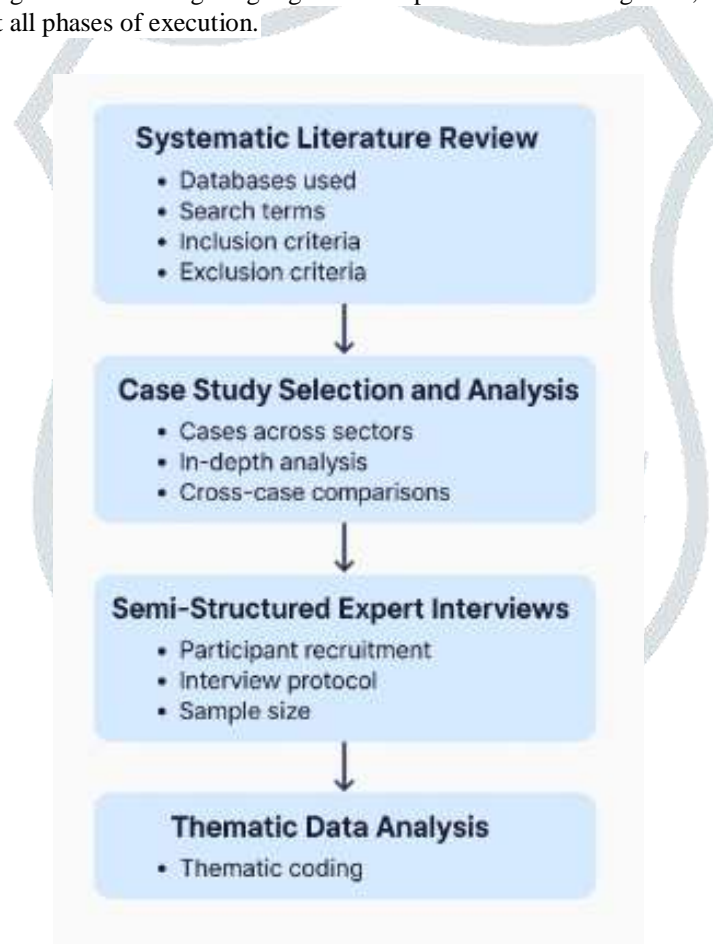 all phases of execution.
Systematic Literature Review
• Databases used
• Search terms
• Inclusion criteria
• Exclusion criteria
Case Study Selection and Analysis
• Cases across sectors
• In-depth analysis
• Cross-case comparisons
Semi-Structured Expert Interviews
• Participant recruitment
• Interview protocol
• Sample size
Thematic Data Analysis
• Thematic coding